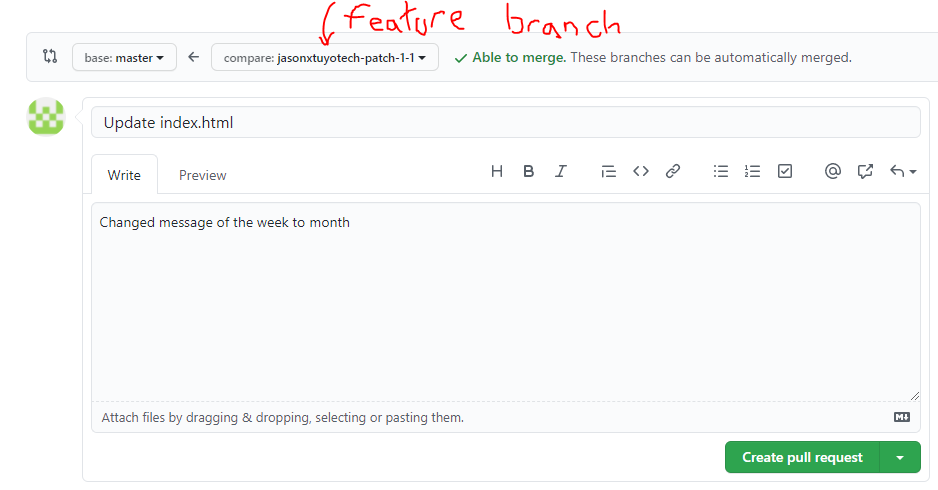 feature branch
base: master compare: jasonxtuyotech-patch-1-1 Able to merge. These branches can be automatically merged.
Update index.html
Write Preview H B I
Changed message of the week to month
Attach files by dragging & dropping, selecting or pasting them.
Create pull request